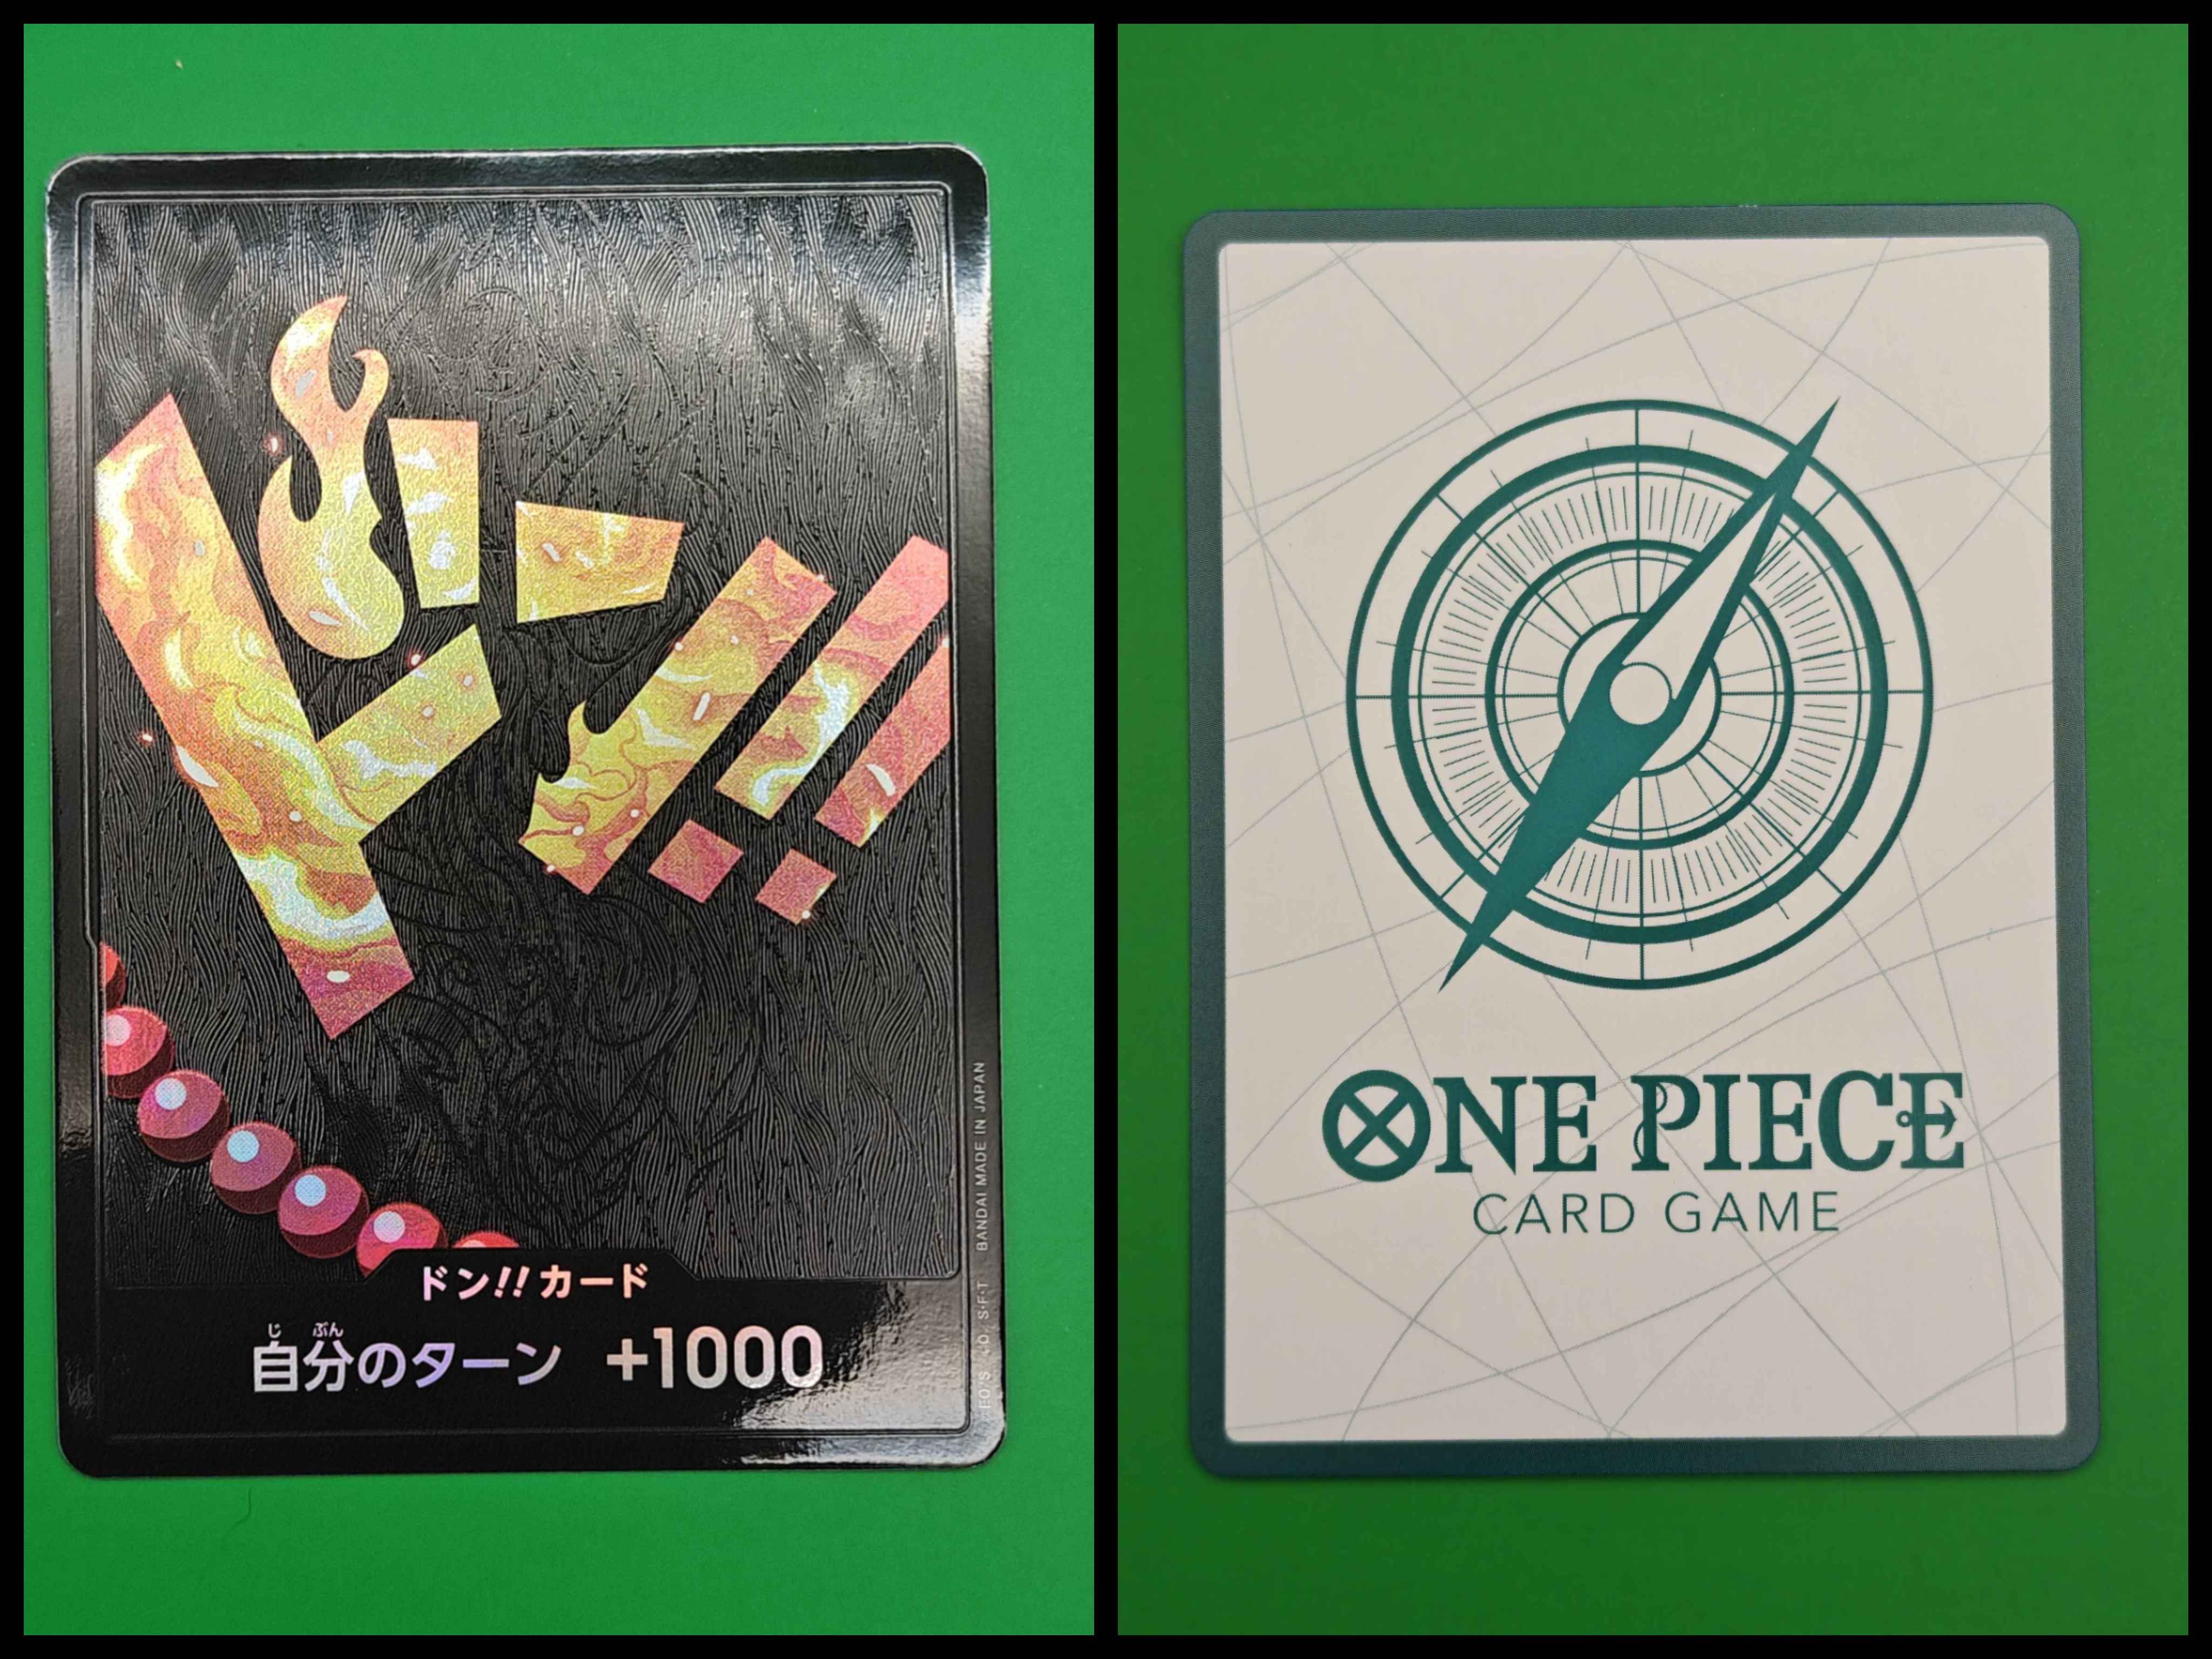 ド
ン
!!
BANDAI MADE IN JAPAN
©E.O./S. ©O., S·F·T
ドン!!カード
じ ぶん
自分のターン +1000
ONE PIECE
CARD GAME